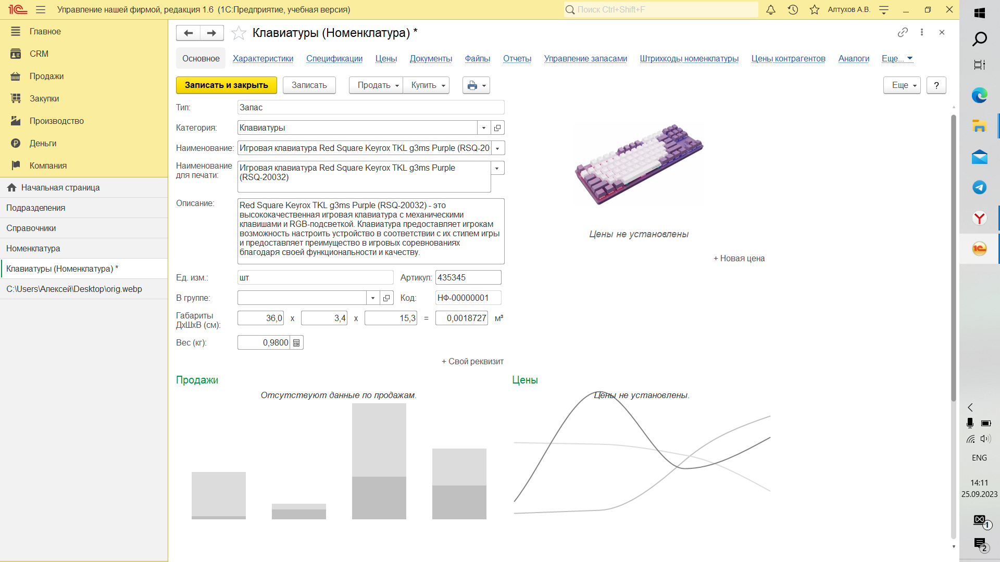 1С
Управление нашей фирмой, редакция 1.6 (1С:Предприятие, учебная версия)
Поиск Ctrl+Shift+F
Алтухов А.В.
Главное
CRM
Продажи
Закупки
Производство
Деньги
Компания
Начальная страница
Подразделения
Справочники
Номенклатура
Клавиатуры (Номенклатура) *
C:\Users\Алексей\Desktop\orig.webp
Клавиатуры (Номенклатура) *
Основное Характеристики Спецификации Цены Документы Файлы Отчеты Управление запасами Штрихкоды номенклатуры Цены контрагентов Аналоги Еще...
Записать и закрыть Записать Продать Купить Еще ?
Тип: Запас
Категория: Клавиатуры
Наименование: Игровая клавиатура Red Square Keyrox TKL g3ms Purple (RSQ-20
Наименование для печати:
Игровая клавиатура Red Square Keyrox TKL g3ms Purple
(RSQ-20032)
Описание:
Red Square Keyrox TKL g3ms Purple (RSQ-20032) - это
высококачественная игровая клавиатура с механическими
клавишами и RGB-подсветкой. Клавиатура предоставляет игрокам
возможность настроить устройство в соответствии с их стилем игры
и предоставляет преимущество в игровых соревнованиях
благодаря своей функциональности и качеству.
Цены не установлены
+ Новая цена
Ед. изм.: шт Артикул: 435345
В группе: Код: НФ-00000001
Габариты
ДхШхВ (см):
36,0 x 3,4 x 15,3 = 0,0018727 м³
Вес (кг): 0,9800
+ Свой реквизит
Продажи
Отсутствуют данные по продажам.
Цены
Цены не установлены.
ENG
14:11
25.09.2023
1
2